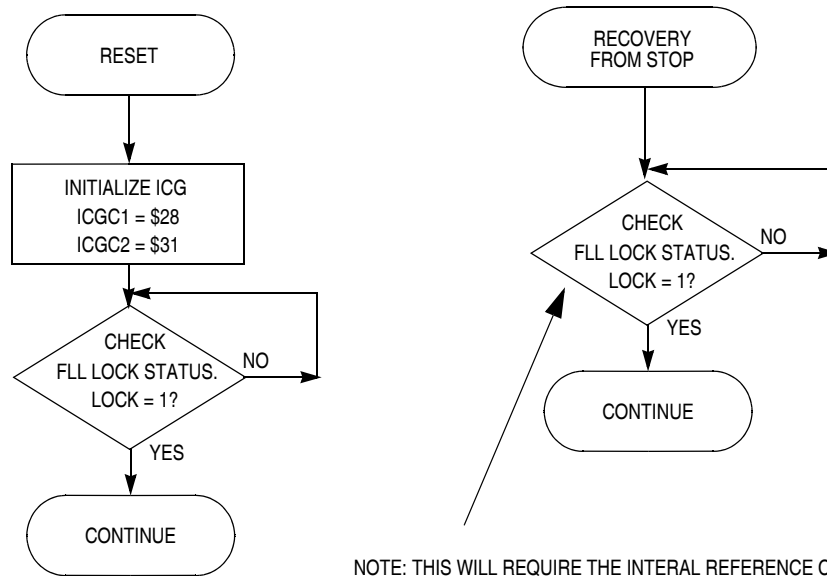 RESET
INITIALIZE ICG
ICGC1 = $28
ICGC2 = $31
CHECK
FLL LOCK STATUS.
LOCK = 1?
NO
YES
CONTINUE
RECOVERY
FROM STOP
CHECK
FLL LOCK STATUS.
LOCK = 1?
NO
YES
CONTINUE
NOTE: THIS WILL REQUIRE THE INTERAL REFERENCE